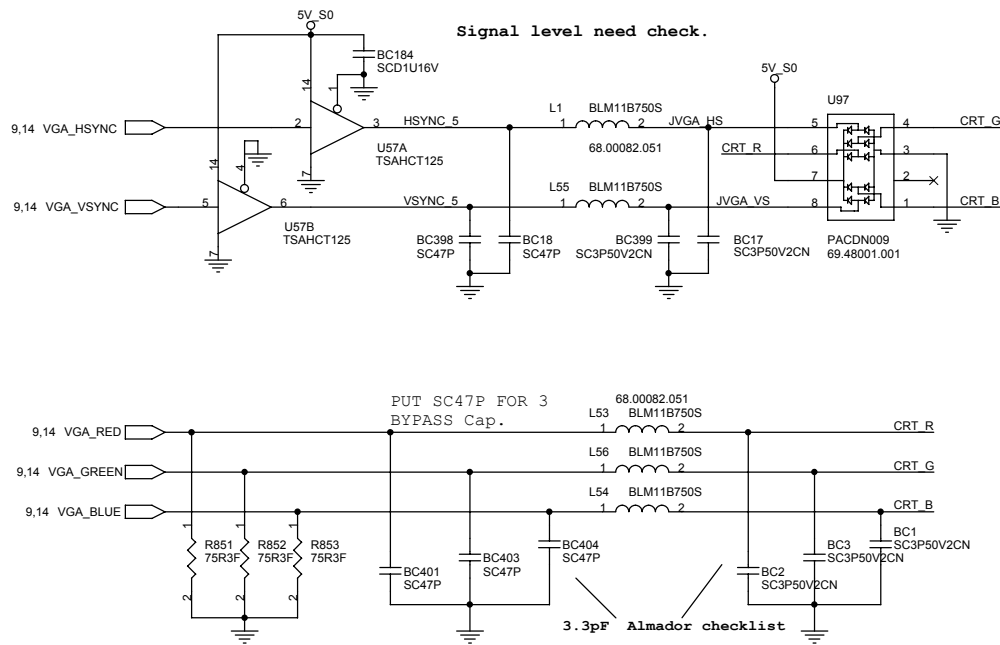 5V_S0
Signal level need check.
BC184
SCD1U16V
14
1
5V_S0
9,14 VGA_HSYNC
2
3
HSYNC_5
L1 BLM11B750S
1 2
68.00082.051
JVGA_HS
U97
5 4 CRT_G
CRT_R 6 3
7 2
8 1 CRT_B
U57A
TSAHCT125
7
14
4
9,14 VGA_VSYNC
5
6
VSYNC_5
L55 BLM11B750S
1 2
JVGA_VS
U57B
TSAHCT125
7
BC398
SC47P
BC18
SC47P
BC399
SC3P50V2CN
BC17
SC3P50V2CN
PACDN009
69.48001.001
PUT SC47P FOR 3
BYPASS Cap.
68.00082.051
9,14 VGA_RED
L53 BLM11B750S
1 2
CRT_R
9,14 VGA_GREEN
L56 BLM11B750S
1 2
CRT_G
9,14 VGA_BLUE
L54 BLM11B750S
1 2
CRT_B
1 1 1
R851
75R3F
R852
75R3F
R853
75R3F
2 2 2
BC401
SC47P
BC403
SC47P
BC404
SC47P
BC2
SC3P50V2CN
BC3
SC3P50V2CN
BC1
SC3P50V2CN
3.3pF Almador checklist